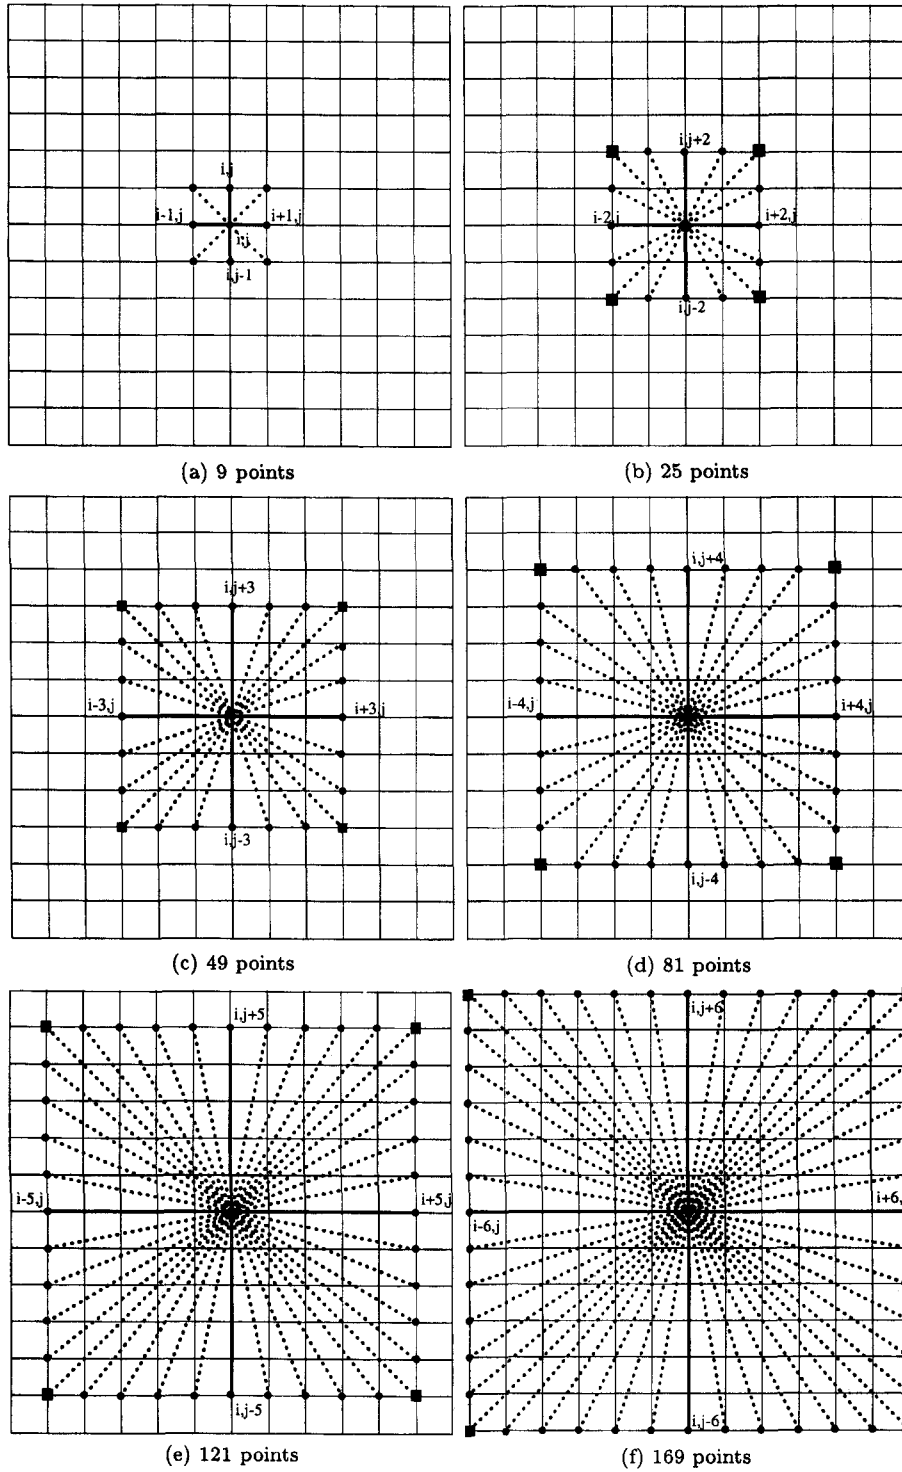 i,j
i-1,j
i+1,j
i,j
i,j-1
(a) 9 points
i,j+2
i-2,j
i+2,j
i,j-2
(b) 25 points
i,j+3
i-3,j
i+3,j
i,j-3
(c) 49 points
i,j+4
i-4,j
i+4,j
i,j-4
(d) 81 points
i,j+5
i-5,j
i+5,j
i,j-5
(e) 121 points
i,j+6
i-6,j
i+6,
i,j-6
(f) 169 points